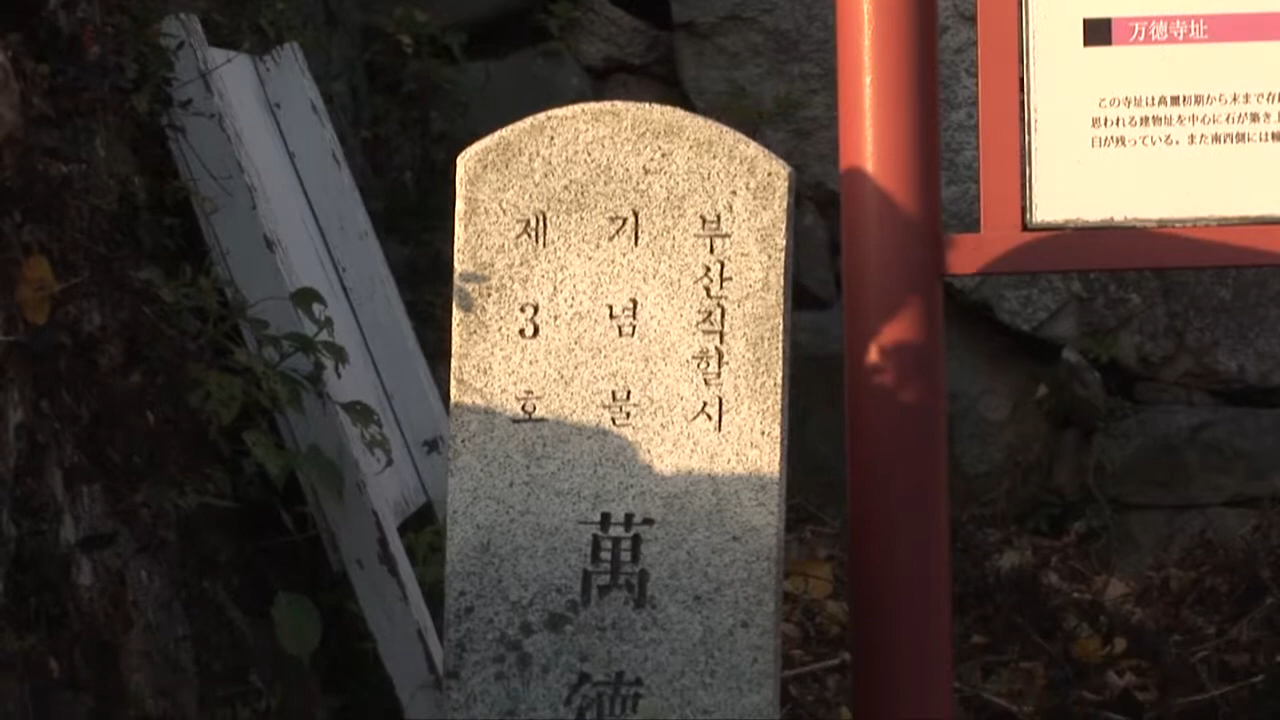 부산직할시
기념물
제3호
萬德
万徳寺址
この寺址は高麗初期から末まで存
思われる建物址を中心に石が築き
臼が残っている。また南西側には